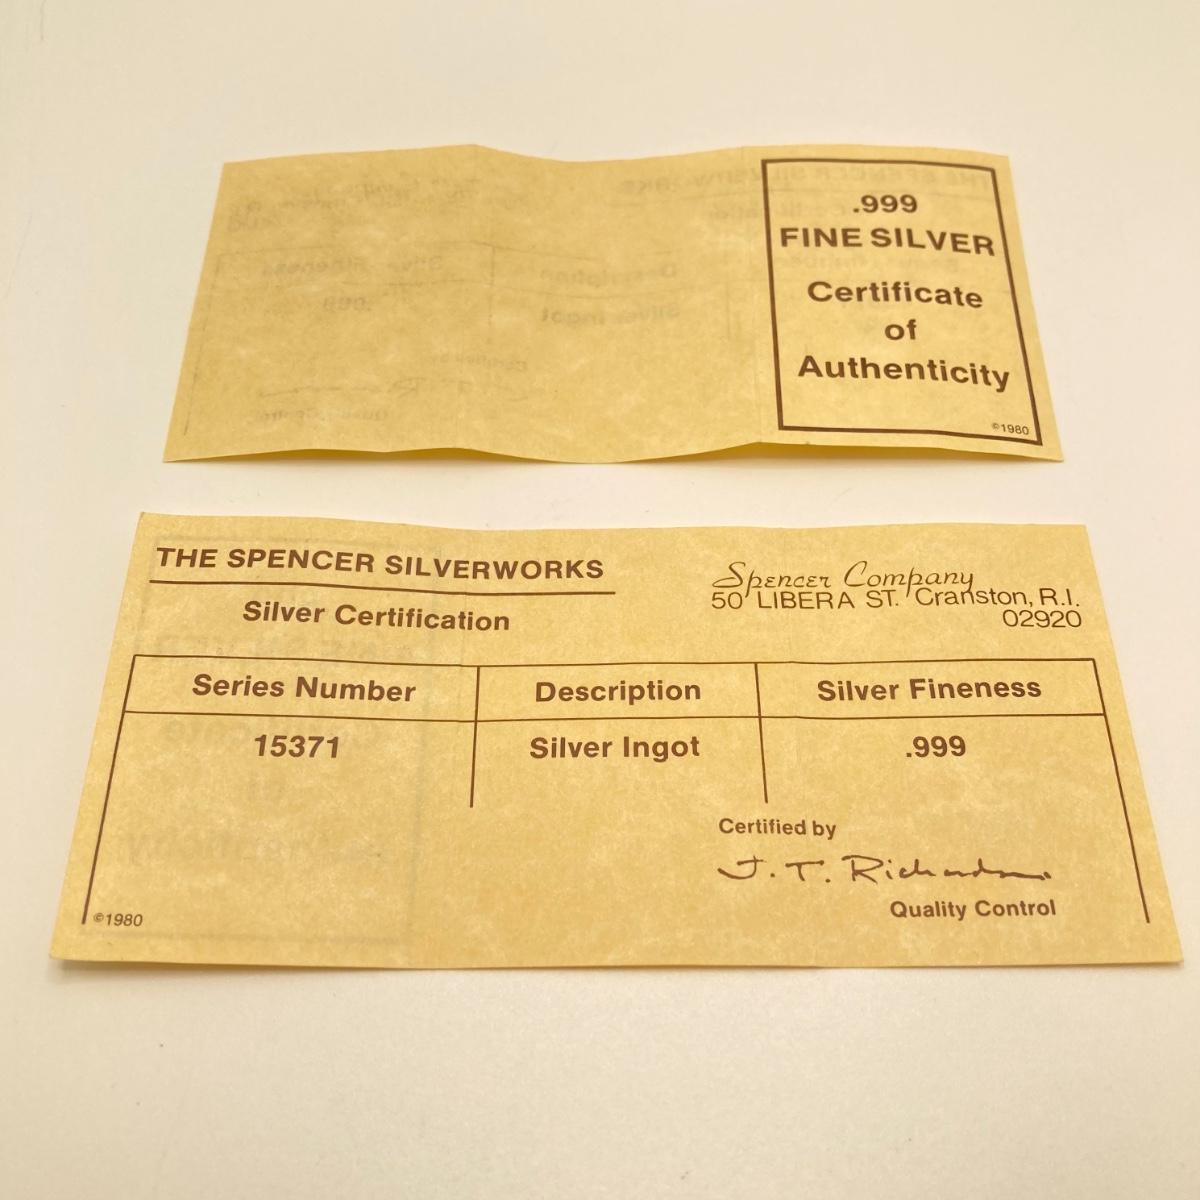 .999
FINE SILVER
Certificate
of
Authenticity
©1980
THE SPENCER SILVERWORKS
Silver Certification
Spencer Company
50 LIBERA ST. Cranston, R.I.
02920
Series Number Description Silver Fineness
15371 Silver Ingot .999
Certified by
J. T. Richardson
Quality Control
©1980